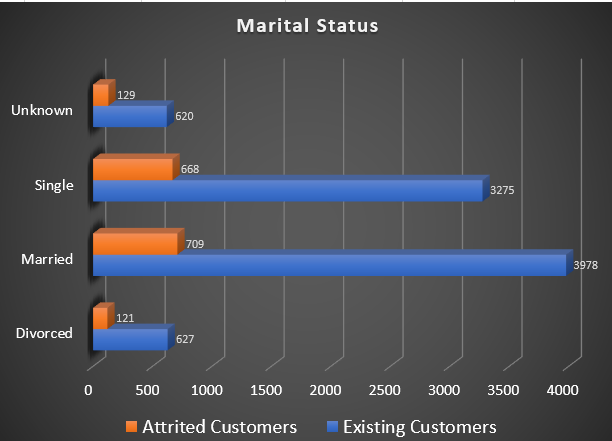 Marital Status
Unknown
129
620
Single
668
3275
Married
709
3978
Divorced
121
627
0 500 1000 1500 2000 2500 3000 3500 4000
Attrited Customers Existing Customers